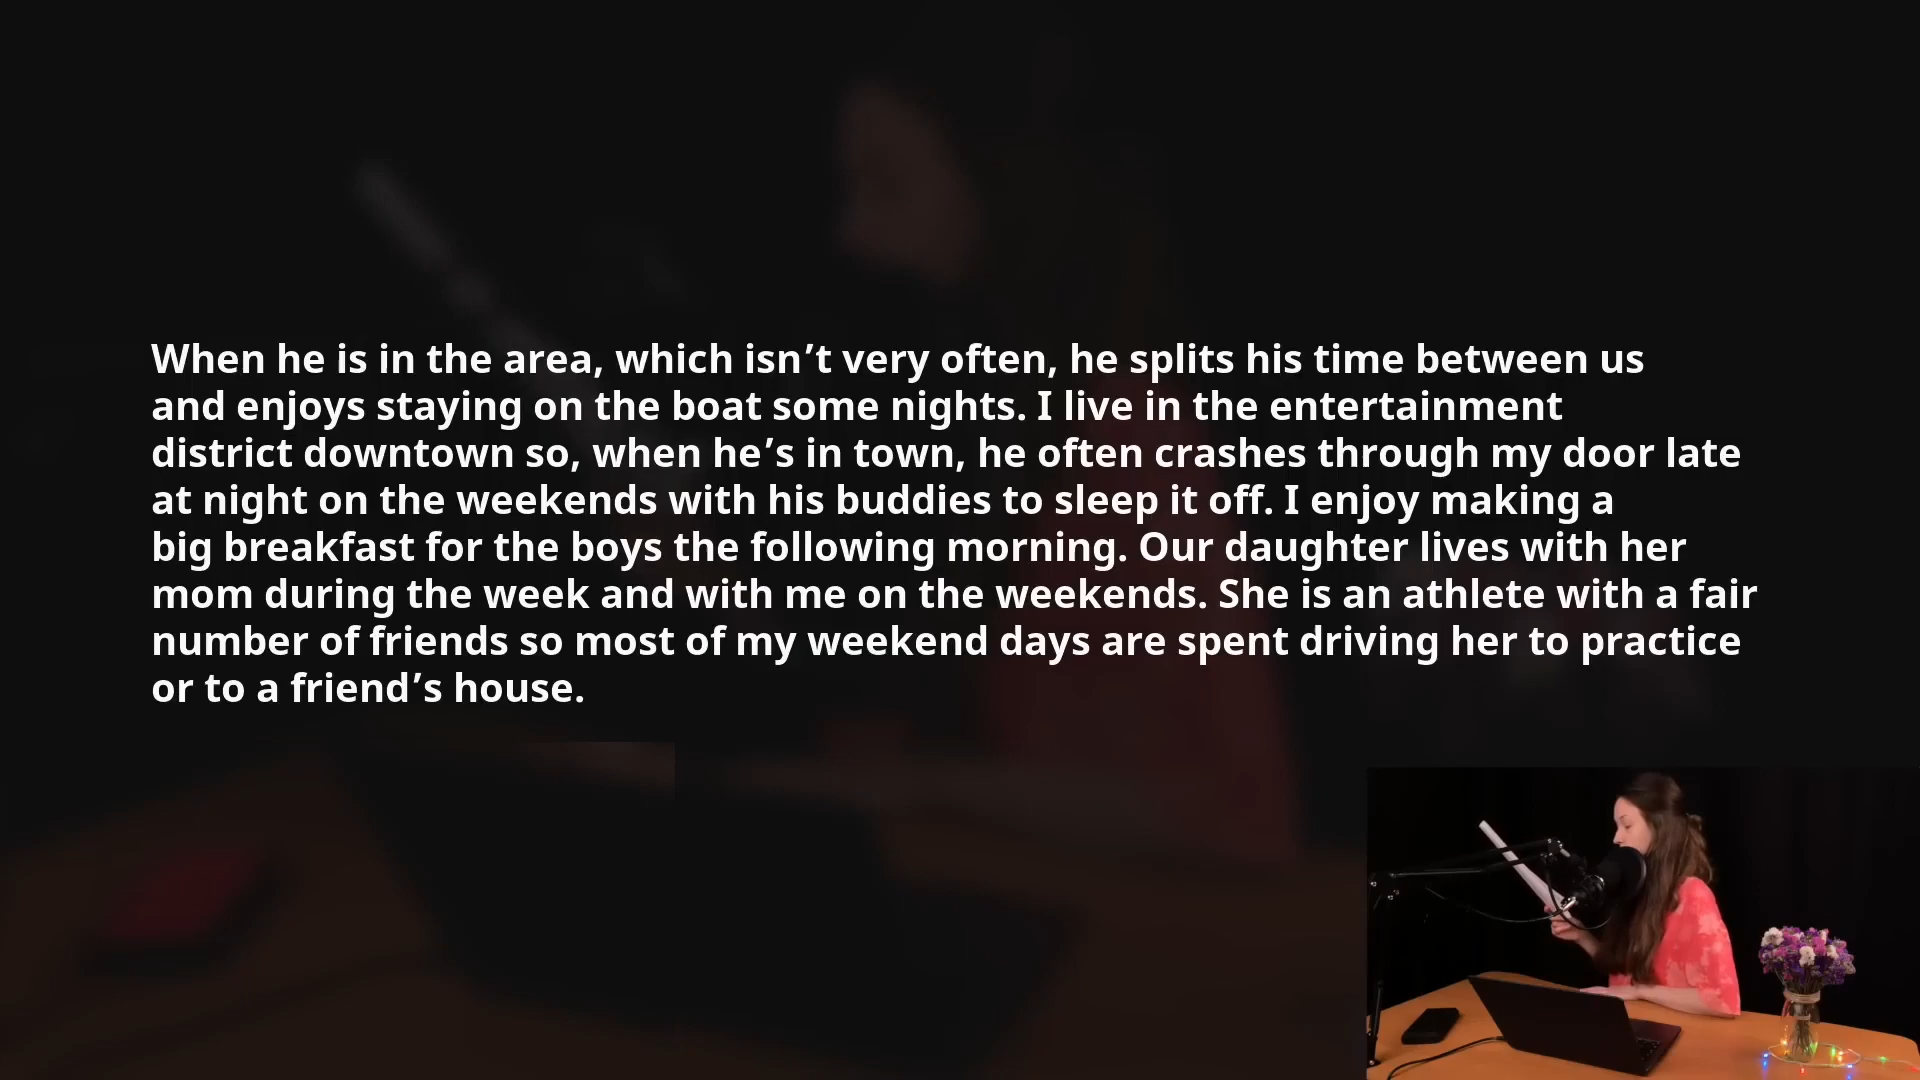 When he is in the area, which isn’t very often, he splits his time between us
and enjoys staying on the boat some nights. I live in the entertainment
district downtown so, when he’s in town, he often crashes through my door late
at night on the weekends with his buddies to sleep it off. I enjoy making a
big breakfast for the boys the following morning. Our daughter lives with her
mom during the week and with me on the weekends. She is an athlete with a fair
number of friends so most of my weekend days are spent driving her to practice
or to a friend’s house.